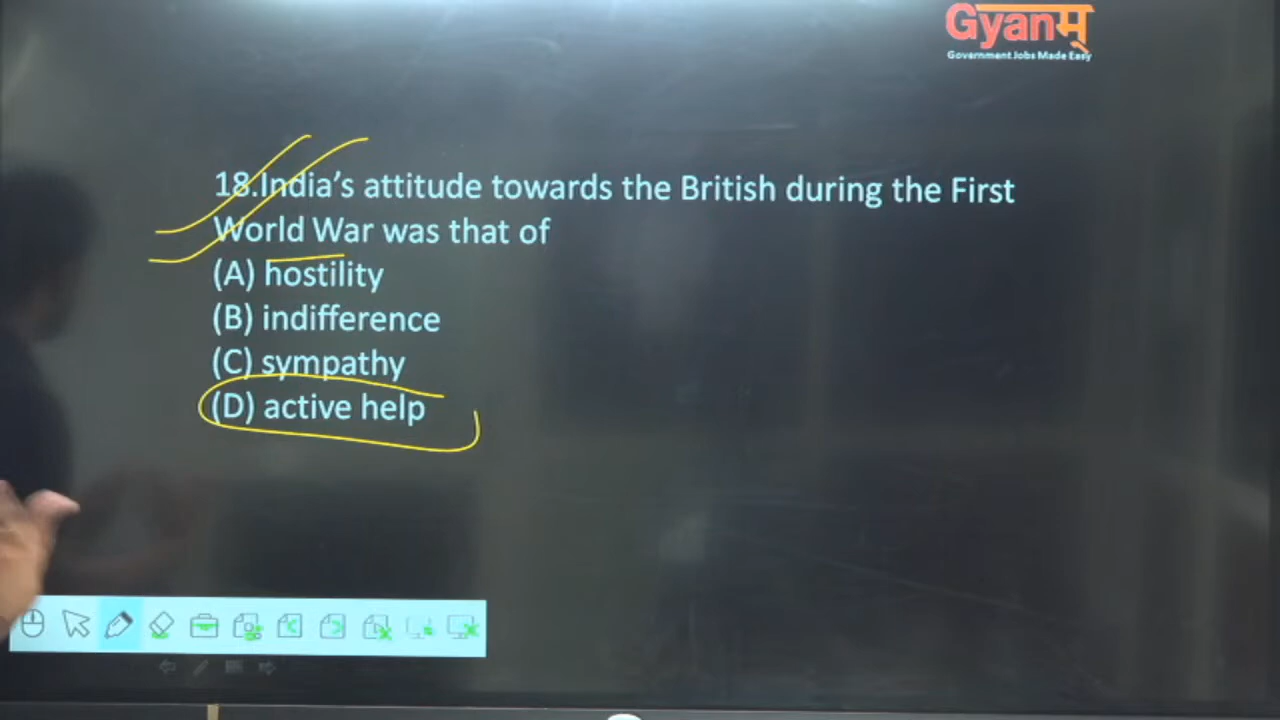 Gyanम्
Government Jobs Made Easy
18.India's attitude towards the British during the First
World War was that of
(A) hostility
(B) indifference
(C) sympathy
(D) active help